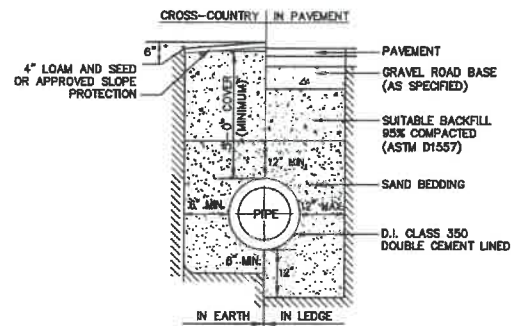 CROSS-COUNTRY IN PAVEMENT
6"
4" LOAM AND SEED
OR APPROVED SLOPE
PROTECTION
5'-0" COVER
(MINIMUM)
PAVEMENT
GRAVEL ROAD BASE
(AS SPECIFIED)
SUITABLE BACKFILL
95% COMPACTED
(ASTM D1557)
12" MIN.
SAND BEDDING
6" MIN.
PIPE
12" MAX
D.I. CLASS 350
DOUBLE CEMENT LINED
6" MIN.
12"
IN EARTH
IN LEDGE